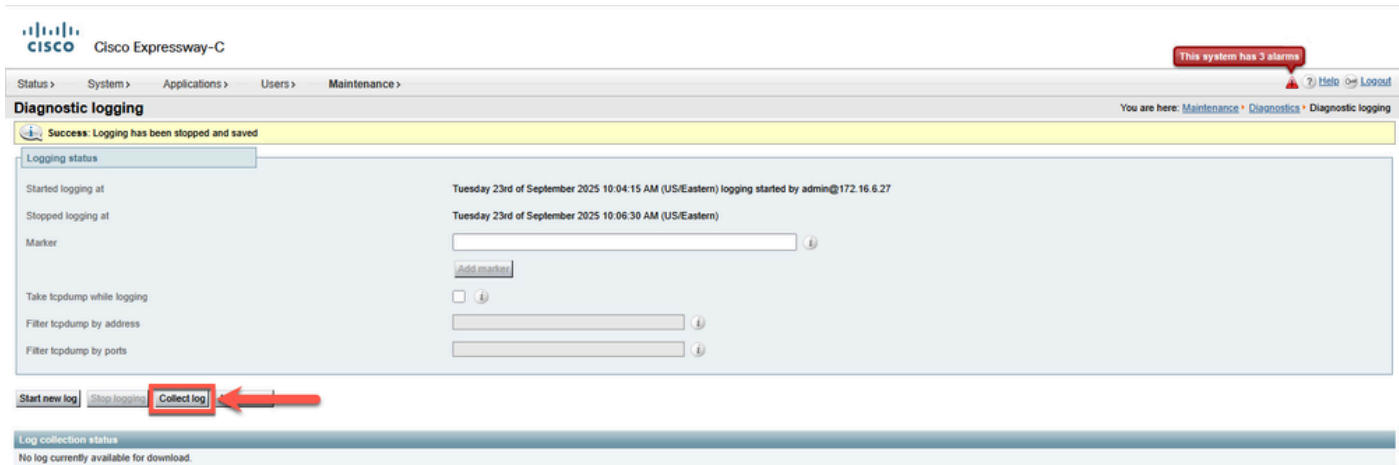 CISCO Cisco Expressway-C
This system has 3 alarms
Status > System > Applications > Users > Maintenance > ? Help Logout
Diagnostic logging You are here: Maintenance Diagnostics Diagnostic logging
Success: Logging has been stopped and saved
Logging status
Started logging at Tuesday 23rd of September 2025 10:04:15 AM (US/Eastern) logging started by admin@172.16.6.27
Stopped logging at Tuesday 23rd of September 2025 10:06:30 AM (US/Eastern)
Marker i
Add marker
Take tcpdump while logging i
Filter tcpdump by address i
Filter tcpdump by ports i
Start new log Stop logging Collect log
Log collection status
No log currently available for download.